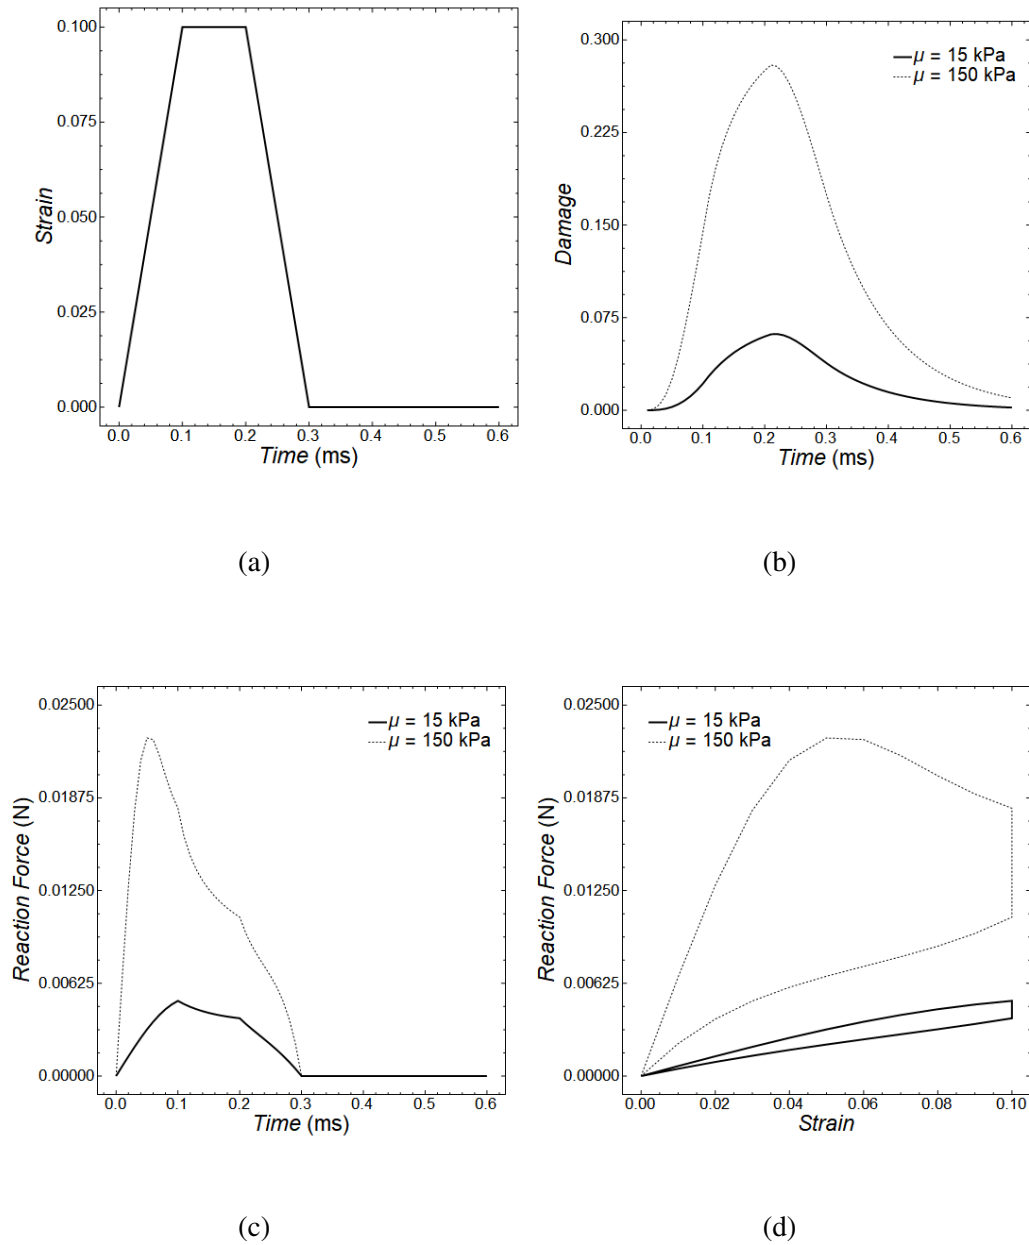 0.100
0.075
0.050
0.025
0.000
Strain
0.0 0.1 0.2 0.3 0.4 0.5 0.6
Time (ms)
(a)
0.300
0.225
0.150
0.075
0.000
Damage
μ = 15 kPa
μ = 150 kPa
0.0 0.1 0.2 0.3 0.4 0.5 0.6
Time (ms)
(b)
0.02500
0.01875
0.01250
0.00625
0.00000
Reaction Force (N)
μ = 15 kPa
μ = 150 kPa
0.0 0.1 0.2 0.3 0.4 0.5 0.6
Time (ms)
(c)
0.02500
0.01875
0.01250
0.00625
0.00000
Reaction Force (N)
μ = 15 kPa
μ = 150 kPa
0.00 0.02 0.04 0.06 0.08 0.10
Strain
(d)